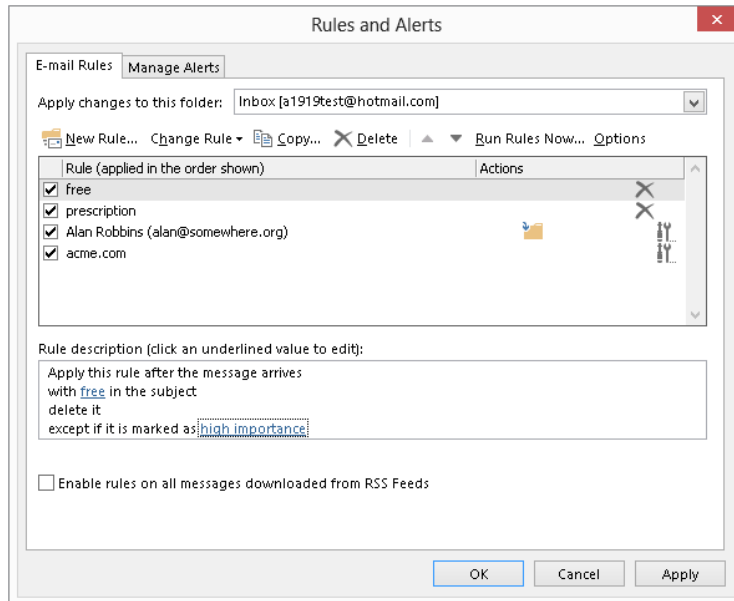 Rules and Alerts
E-mail Rules
Manage Alerts
Apply changes to this folder: Inbox [a1919test@hotmail.com]
New Rule... Change Rule Copy... Delete Run Rules Now... Options
Rule (applied in the order shown) Actions
free
prescription
Alan Robbins (alan@somewhere.org)
acme.com
Rule description (click an underlined value to edit):
Apply this rule after the message arrives
with free in the subject
delete it
except if it is marked as high importance
Enable rules on all messages downloaded from RSS Feeds
OK Cancel Apply